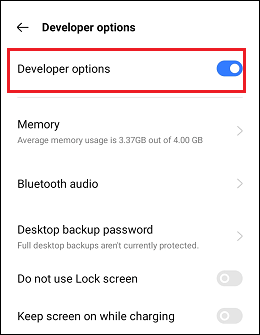 Developer options
Developer options
Memory
Average memory usage is 3.37GB out of 4.00 GB
Bluetooth audio
Desktop backup password
Full desktop backups aren't currently protected.
Do not use Lock screen
Keep screen on while charging